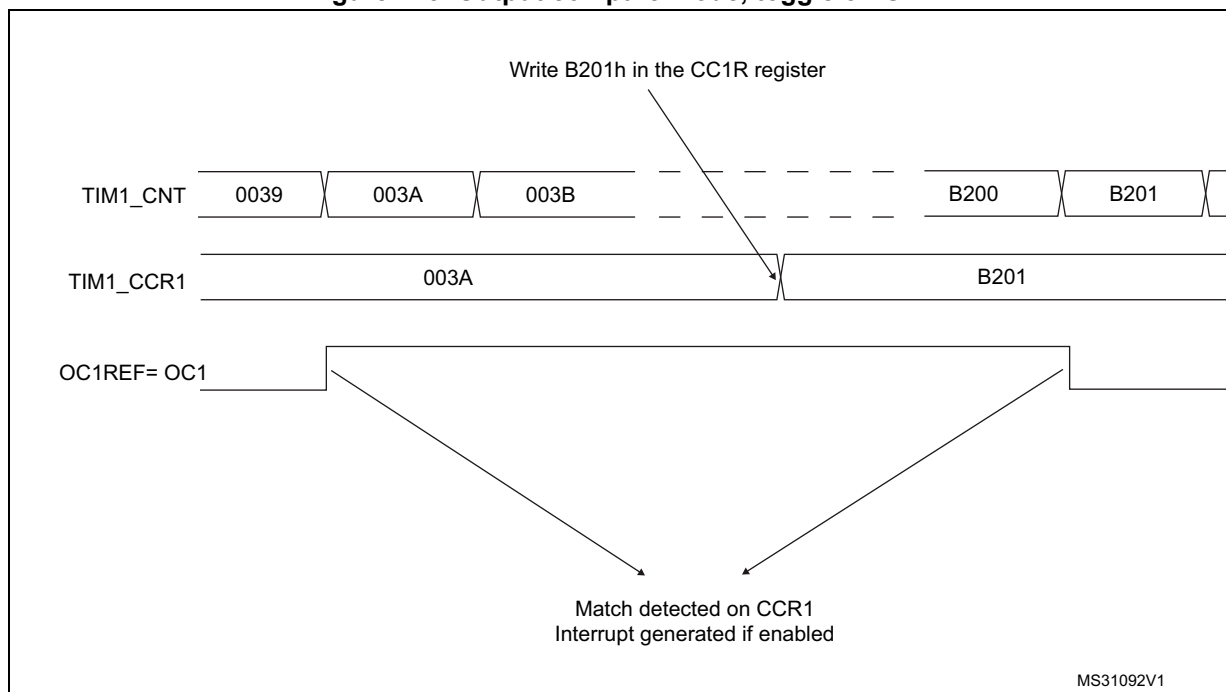 Write B201h in the CC1R register
TIM1_CNT 0039 003A 003B B200 B201
TIM1_CCR1 003A B201
OC1REF= OC1
Match detected on CCR1
Interrupt generated if enabled
MS31092V1